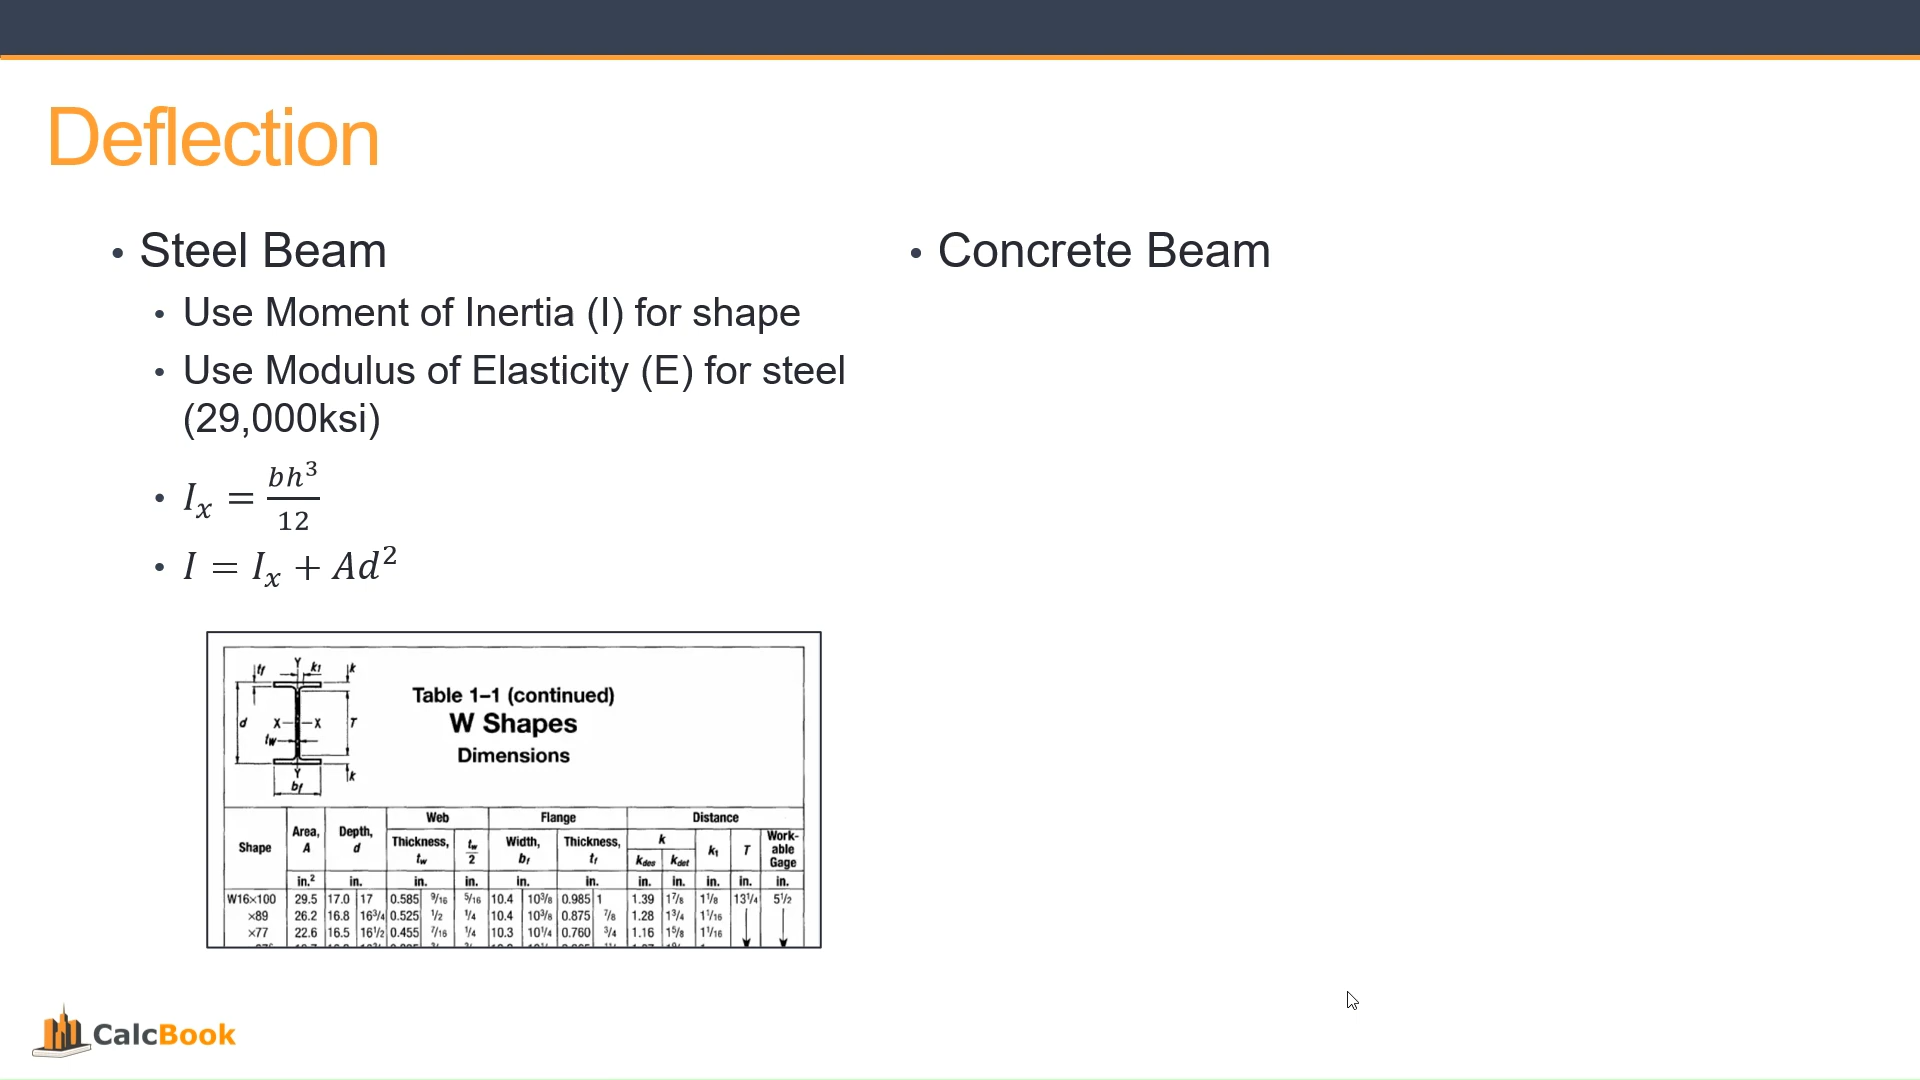 Deflection
• Steel Beam
• Use Moment of Inertia (I) for shape
• Use Modulus of Elasticity (E) for steel
(29,000ksi)
• Iₓ = bh³/12
• I = Iₓ + Ad²
tf Y k1 k
d X X T
tw
Y k
bf
Table 1–1 (continued)
W Shapes
Dimensions
Web Flange Distance
Shape Area, A Depth, d Thickness, tw tw/2 Width, bf Thickness, tf k kdes kdet k1 T Work-able Gage
in.² in. in. in. in. in. in. in. in. in. in.
W16×100 29.5 17.0 17 0.585 9/16 5/16 10.4 10 3/8 0.985 1 1.39 1 7/8 1 1/8 13 1/4 5 1/2
×89 26.2 16.8 16 3/4 0.525 1/2 1/4 10.4 10 3/8 0.875 7/8 1.28 1 3/4 1 1/16
×77 22.6 16.5 16 1/2 0.455 7/16 1/4 10.3 10 1/4 0.760 3/4 1.16 1 5/8 1 1/16
• Concrete Beam
CalcBook